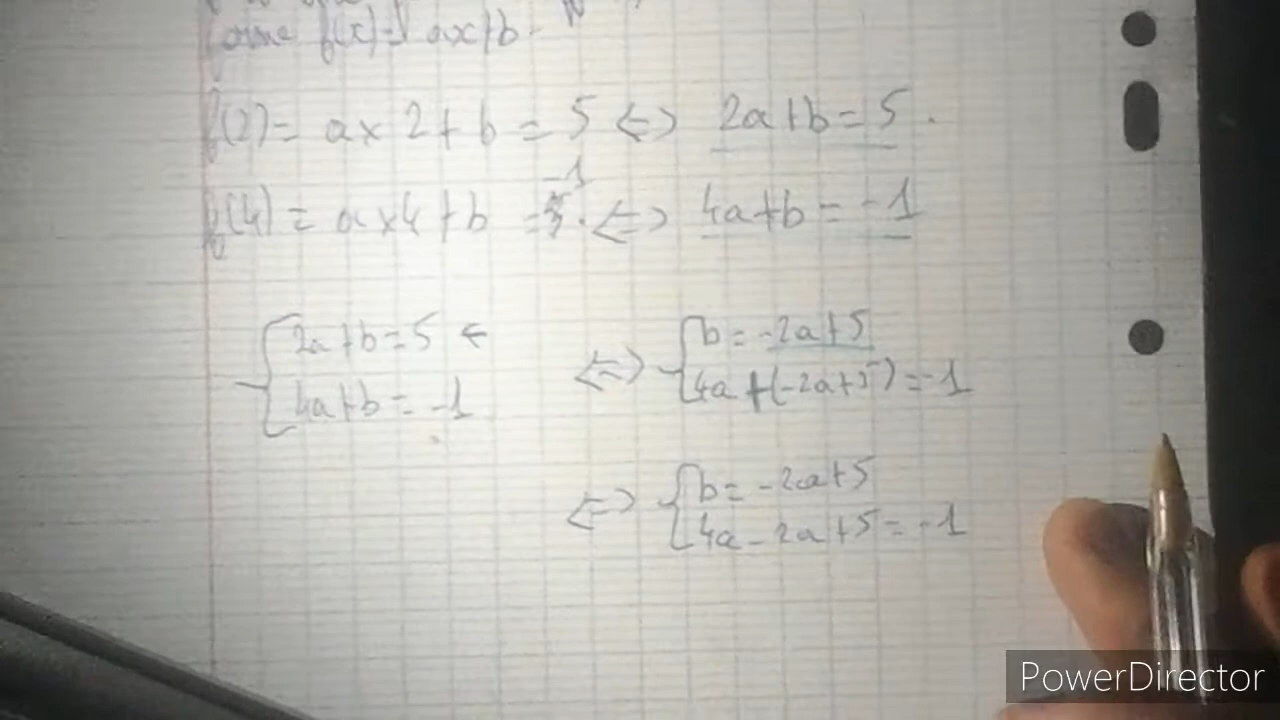 f(x) = ax+b
f(2) = a x 2 + b = 5 <=> 2a+b = 5 .
-1
f(4) = a x 4 + b = . <=> 4a+b = -1
{ 2a+b = 5 ←
{ 4a+b = -1
<=> { b = -2a+5
{ 4a +(-2a+5) = -1
<=> { b = -2a+5
{ 4a - 2a+5 = -1
PowerDirector